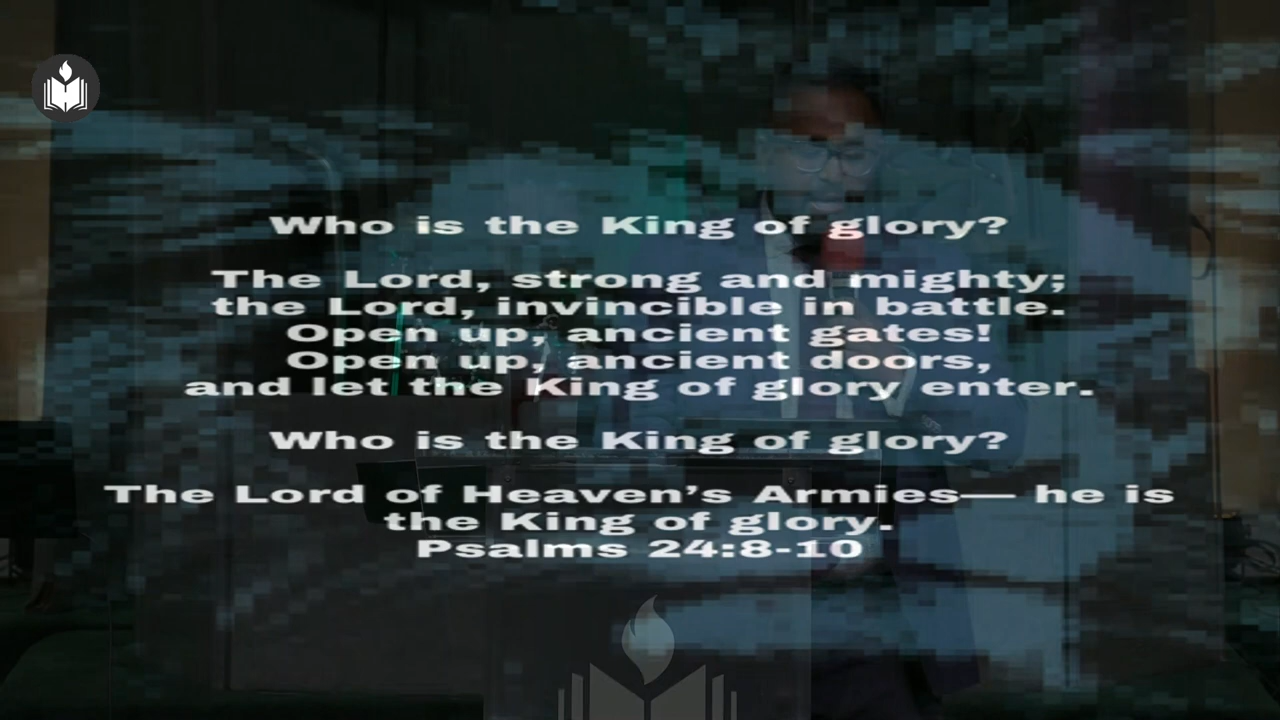 Who is the King of glory?
The Lord, strong and mighty;
the Lord, invincible in battle.
Open up, ancient gates!
Open up, ancient doors,
and let the King of glory enter.
Who is the King of glory?
The Lord of Heaven’s Armies— he is
the King of glory.
Psalms 24:8-10